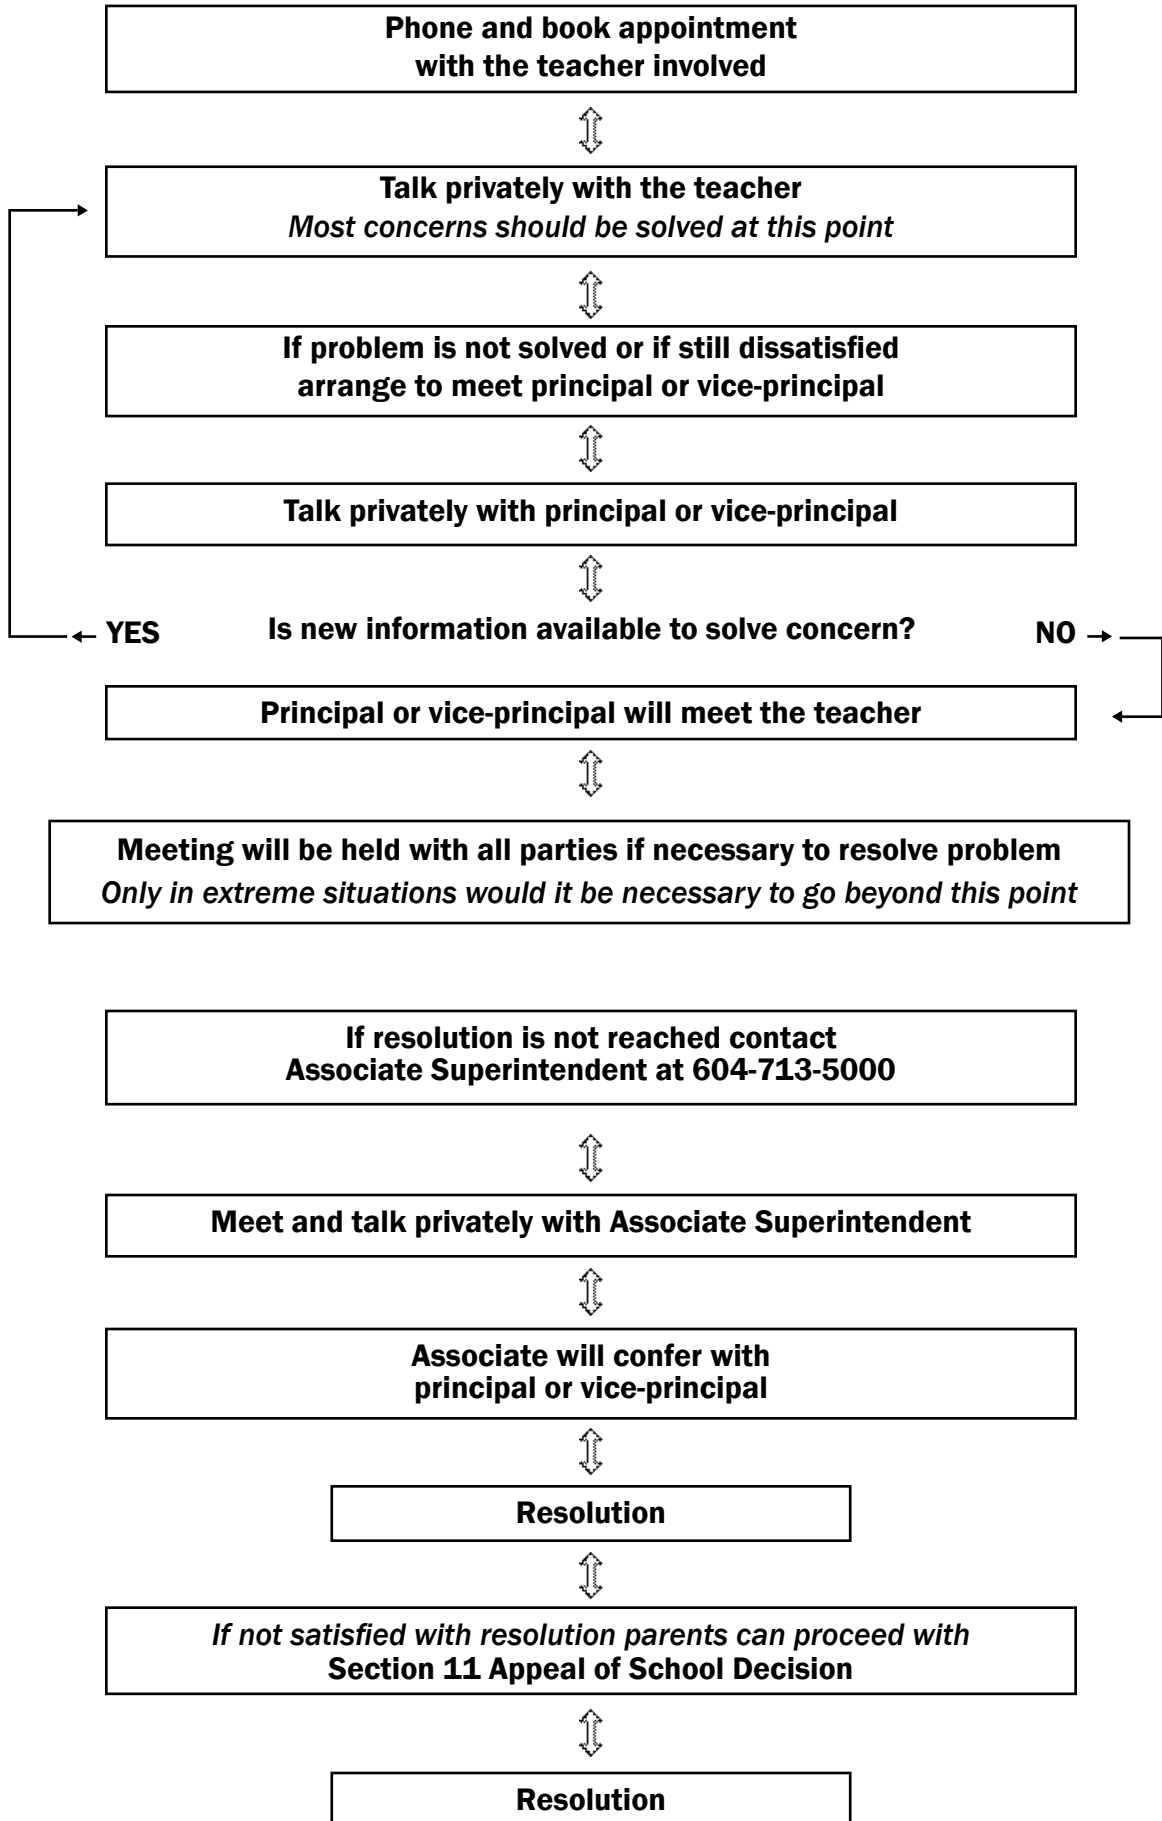 Phone and book appointment
with the teacher involved
Talk privately with the teacher
Most concerns should be solved at this point
If problem is not solved or if still dissatisfied
arrange to meet principal or vice-principal
Talk privately with principal or vice-principal
YES Is new information available to solve concern? NO
Principal or vice-principal will meet the teacher
Meeting will be held with all parties if necessary to resolve problem
Only in extreme situations would it be necessary to go beyond this point
If resolution is not reached contact
Associate Superintendent at 604-713-5000
Meet and talk privately with Associate Superintendent
Associate will confer with
principal or vice-principal
Resolution
If not satisfied with resolution parents can proceed with
Section 11 Appeal of School Decision
Resolution